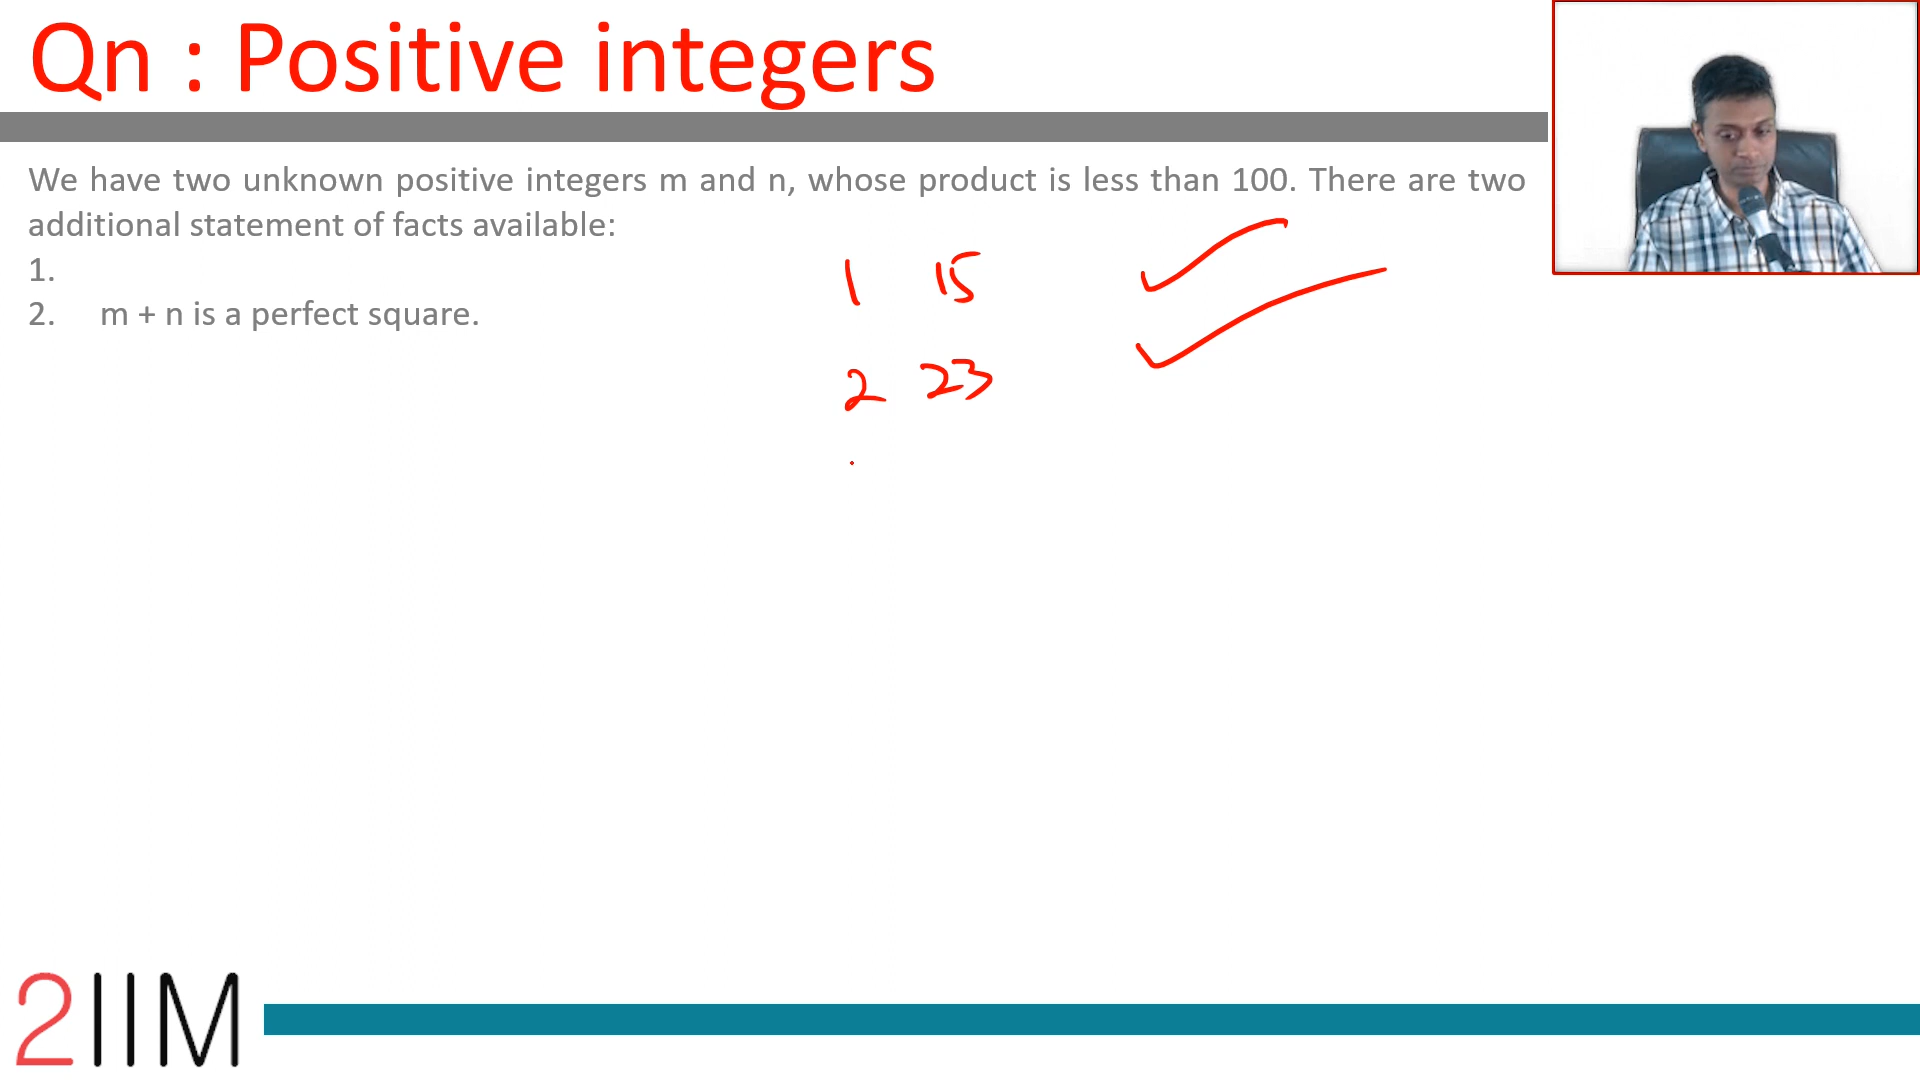 Qn : Positive integers
We have two unknown positive integers m and n, whose product is less than 100. There are two
additional statement of facts available:
1.
2. m + n is a perfect square.
1 15
2 23
2IIM